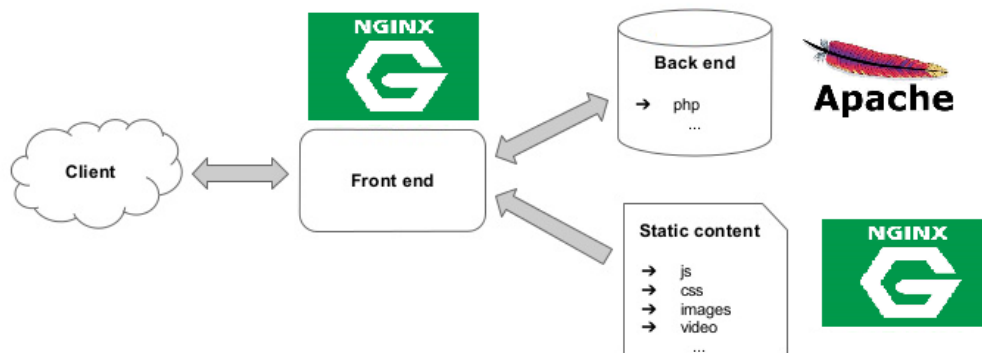 NGINX
Client
Front end
Back end
➔ php
...
Apache
Static content
➔ js
➔ css
➔ images
➔ video
...
NGINX